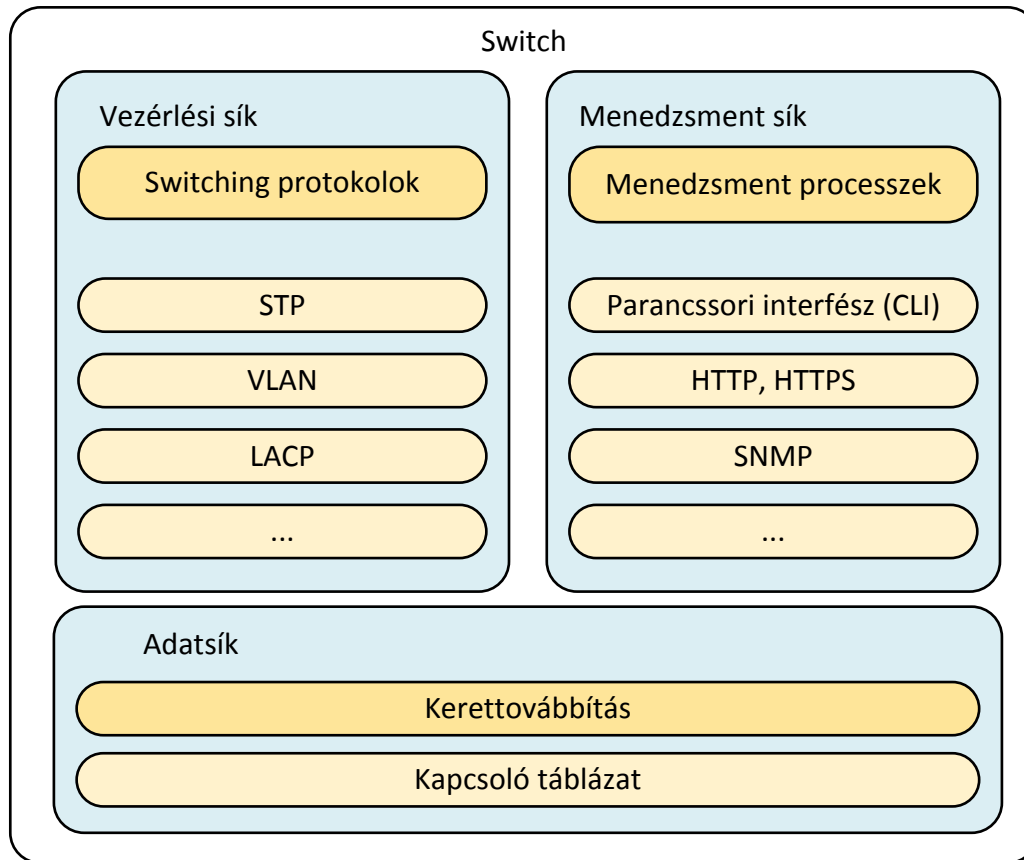 Switch
Vezérlési sík
Switching protokolok
STP
VLAN
LACP
...
Menedzsment sík
Menedzsment processzek
Parancssori interfész (CLI)
HTTP, HTTPS
SNMP
...
Adatsík
Kerettovábbítás
Kapcsoló táblázat